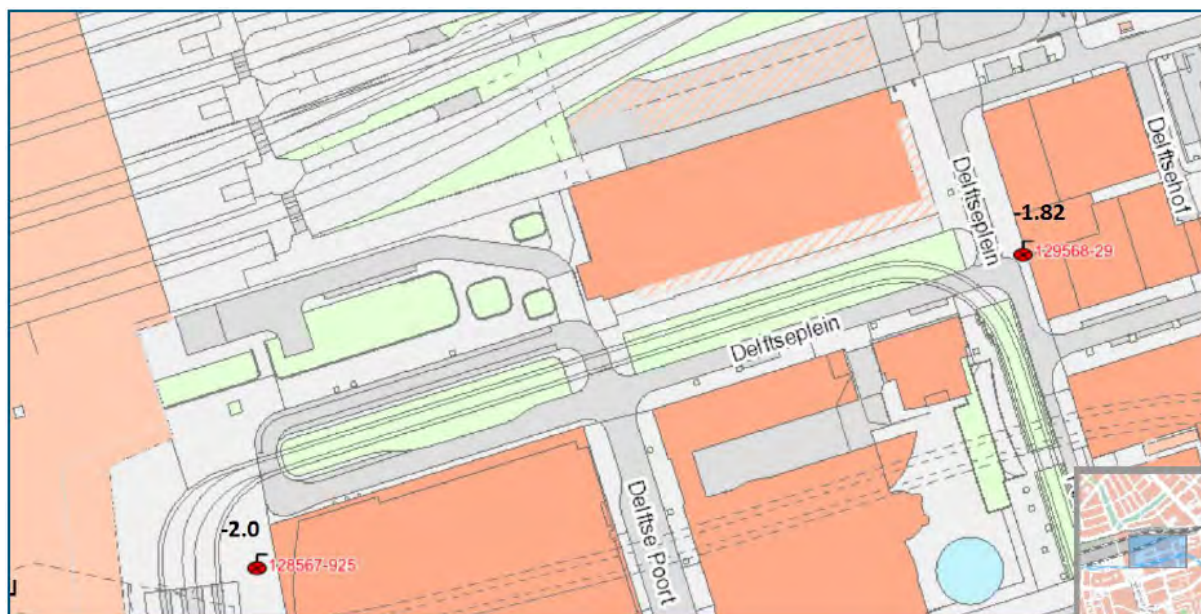 Delftsehof
Delftseplein
-1.82
129568-29
Delftseplein
-2.0
128567-925
Delftse Poort